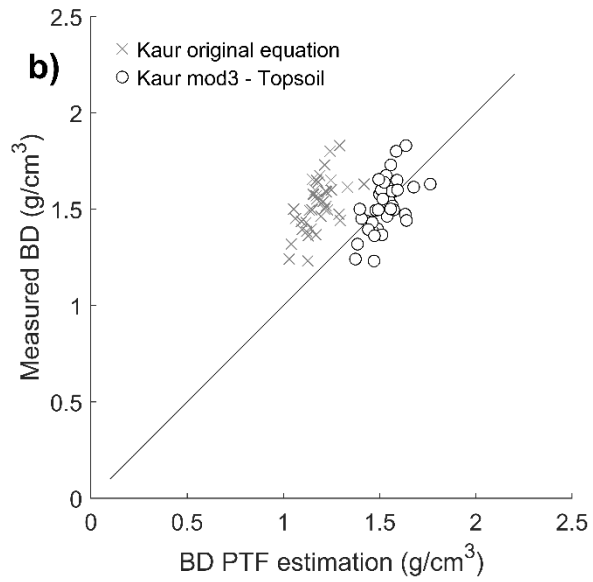 b)
Kaur original equation
Kaur mod3 - Topsoil
Measured BD (g/cm³)
2.5
2
1.5
1
0.5
0
0
0.5
1
1.5
2
2.5
BD PTF estimation (g/cm³)